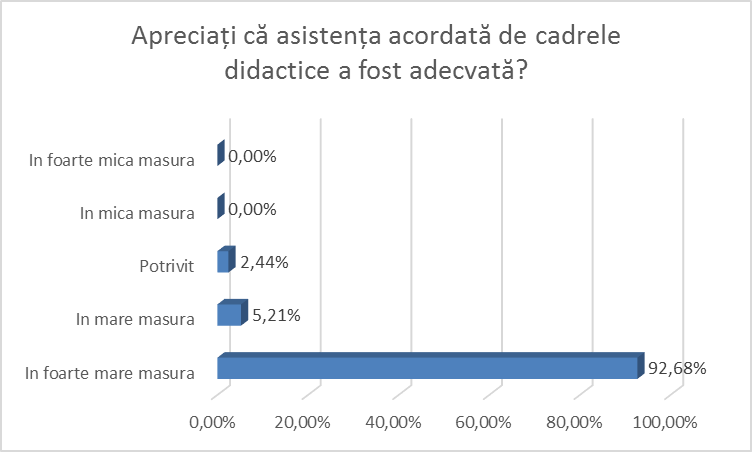 Apreciați că asistența acordată de cadrele
didactice a fost adecvată?
In foarte mica masura 0,00%
In mica masura 0,00%
Potrivit 2,44%
In mare masura 5,21%
In foarte mare masura 92,68%
0,00% 20,00% 40,00% 60,00% 80,00% 100,00%